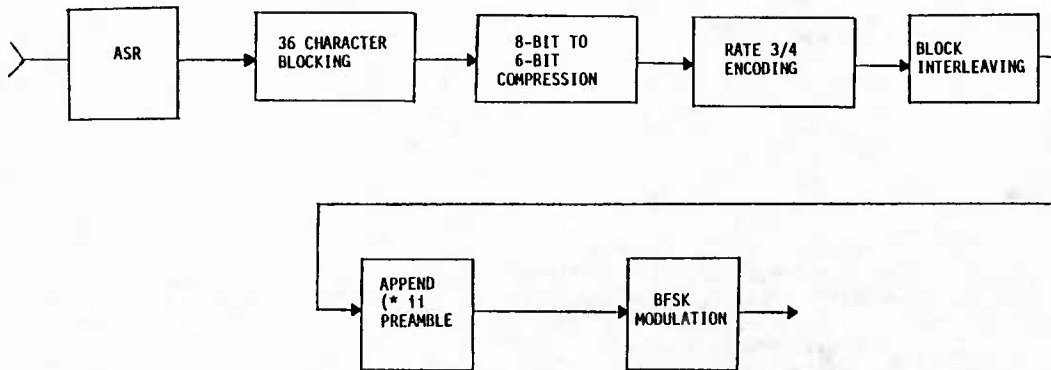 ASR
36 CHARACTER
BLOCKING
8-BIT TO
6-BIT
COMPRESSION
RATE 3/4
ENCODING
BLOCK
INTERLEAVING
APPEND
(* 11
PREAMBLE
BFSK
MODULATION